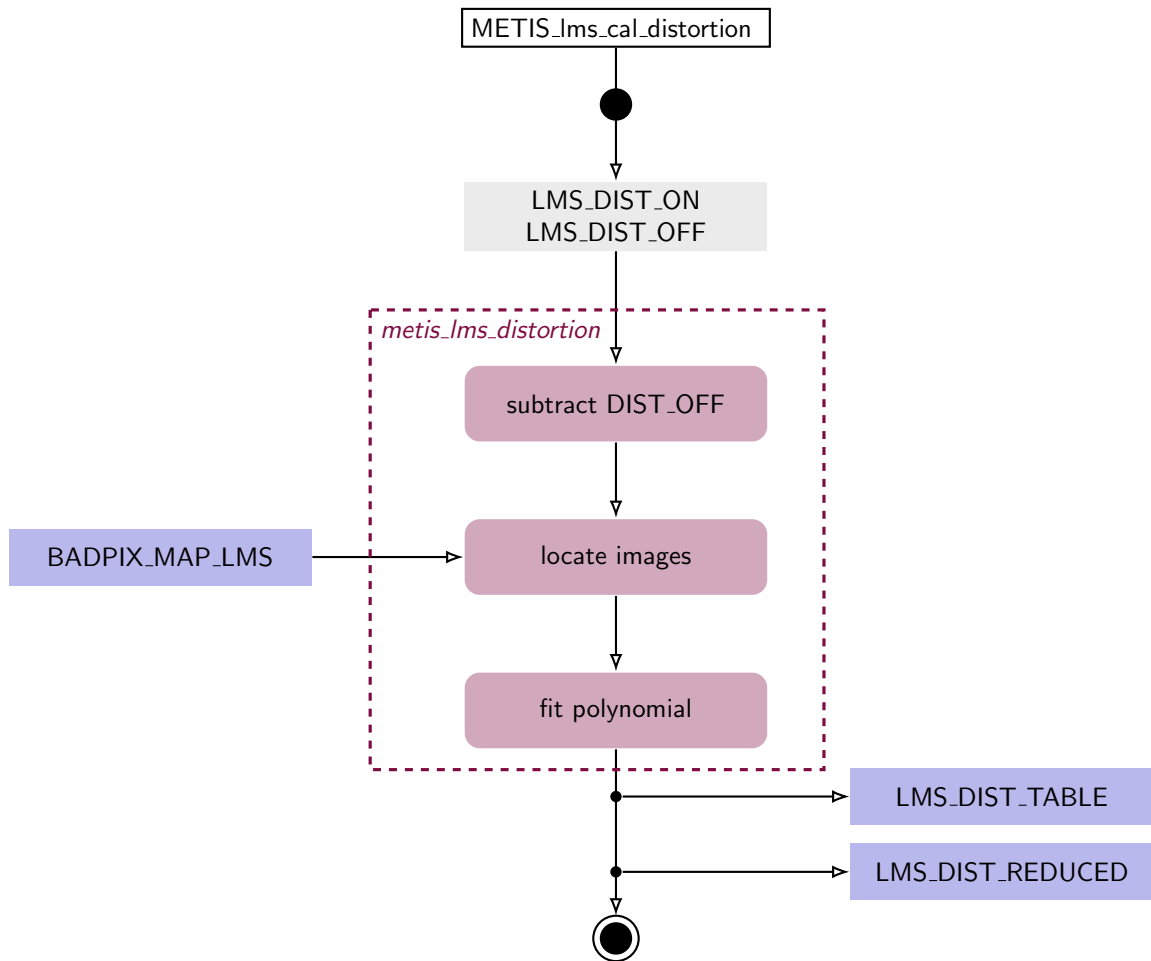 METIS_lms_cal_distortion
LMS_DIST_ON
LMS_DIST_OFF
metis_lms_distortion
subtract DIST_OFF
BADPIX_MAP_LMS
locate images
fit polynomial
LMS_DIST_TABLE
LMS_DIST_REDUCED